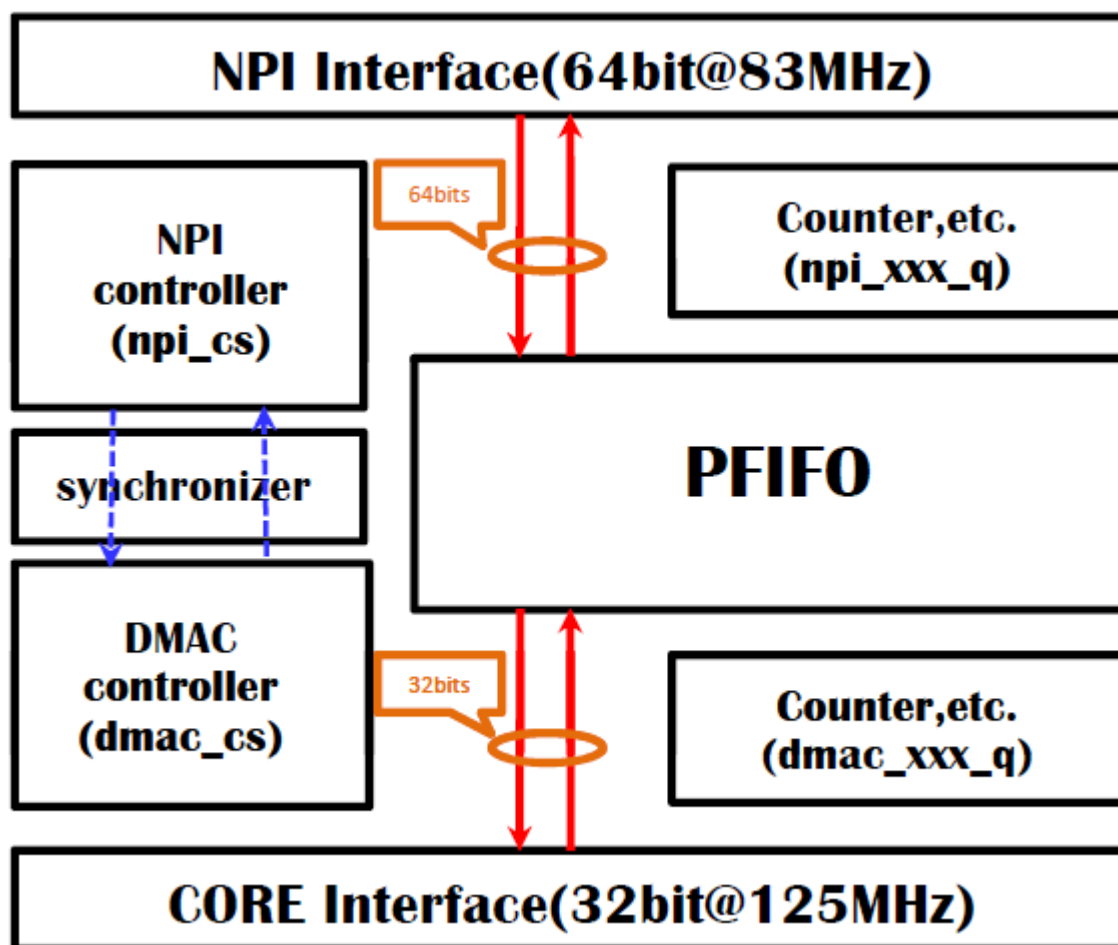 NPI Interface(64bit@83MHz)
64bits
NPI
controller
(npi_cs)
Counter,etc.
(npi_xxx_q)
PFIFO
synchronizer
DMAC
controller
(dmac_cs)
32bits
Counter,etc.
(dmac_xxx_q)
CORE Interface(32bit@125MHz)